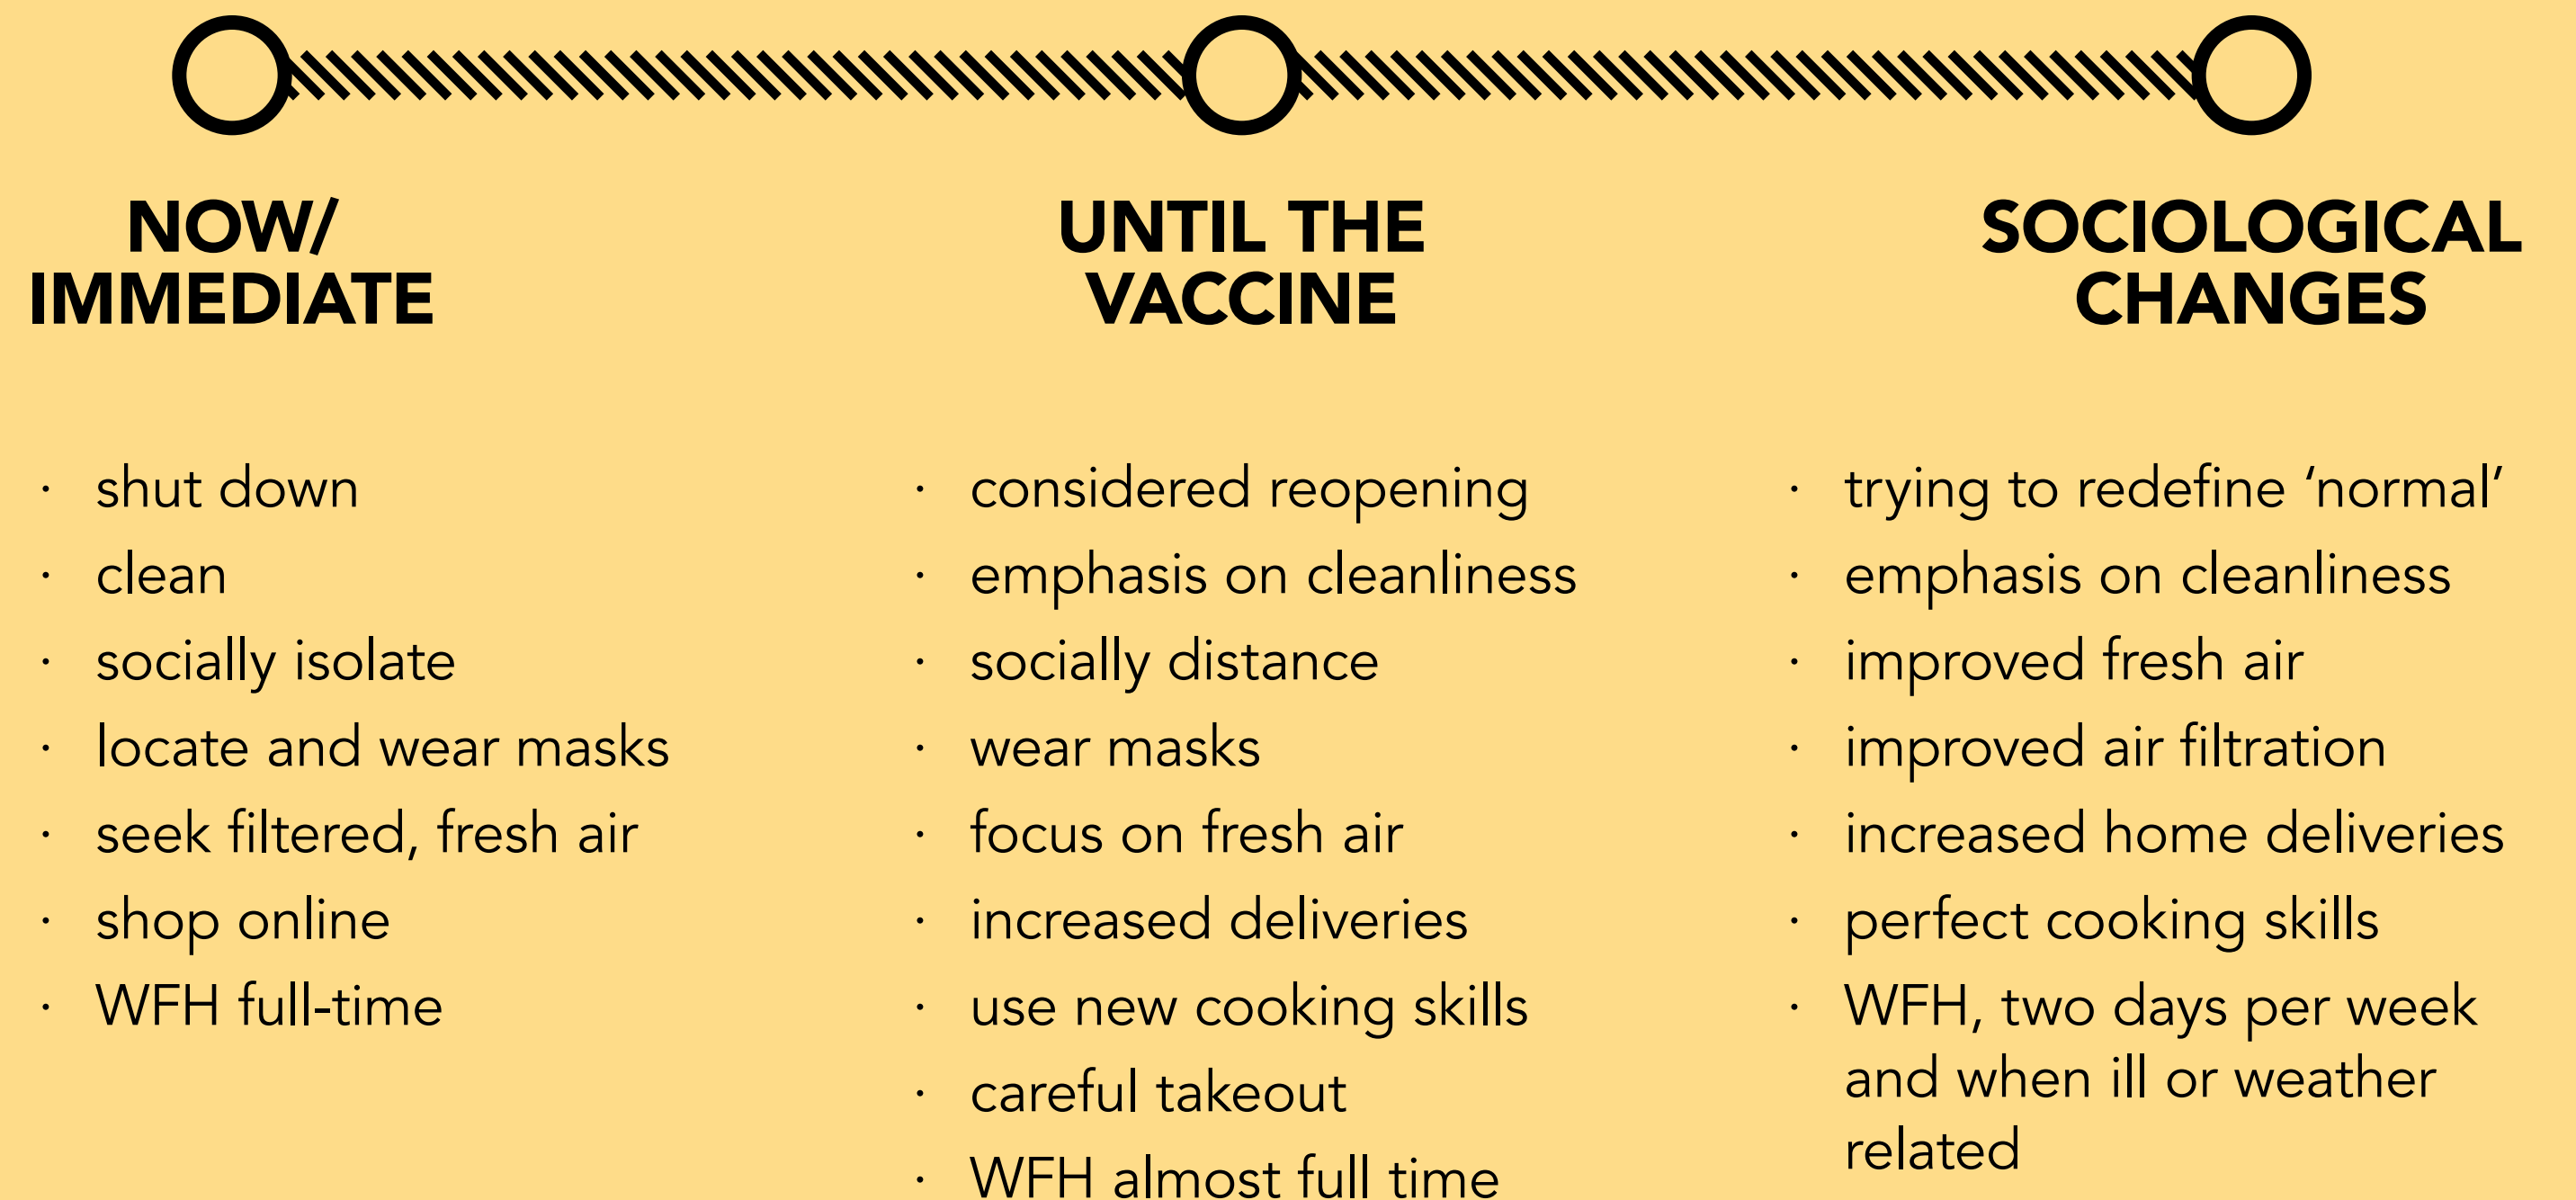 NOW/
IMMEDIATE
· shut down
· clean
· socially isolate
· locate and wear masks
· seek filtered, fresh air
· shop online
· WFH full-time
UNTIL THE
VACCINE
· considered reopening
· emphasis on cleanliness
· socially distance
· wear masks
· focus on fresh air
· increased deliveries
· use new cooking skills
· careful takeout
· WFH almost full time
SOCIOLOGICAL
CHANGES
· trying to redefine ‘normal’
· emphasis on cleanliness
· improved fresh air
· improved air filtration
· increased home deliveries
· perfect cooking skills
· WFH, two days per week
and when ill or weather
related